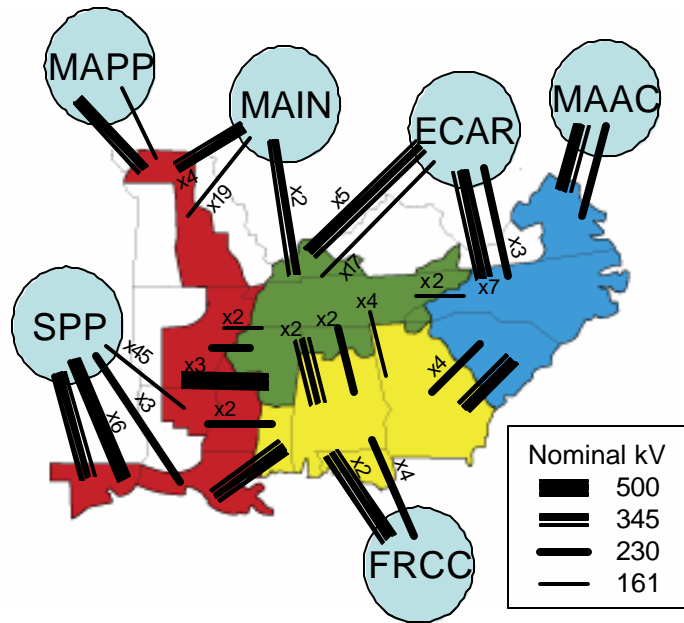 MAPP
MAIN
ECAR
MAAC
x4
x19
x2
x5
x17
x3
x7
x2
SPP
x45
x3
x6
x2
x3
x2
x2
x2
x4
x4
x2
x4
FRCC
Nominal kV
500
345
230
161